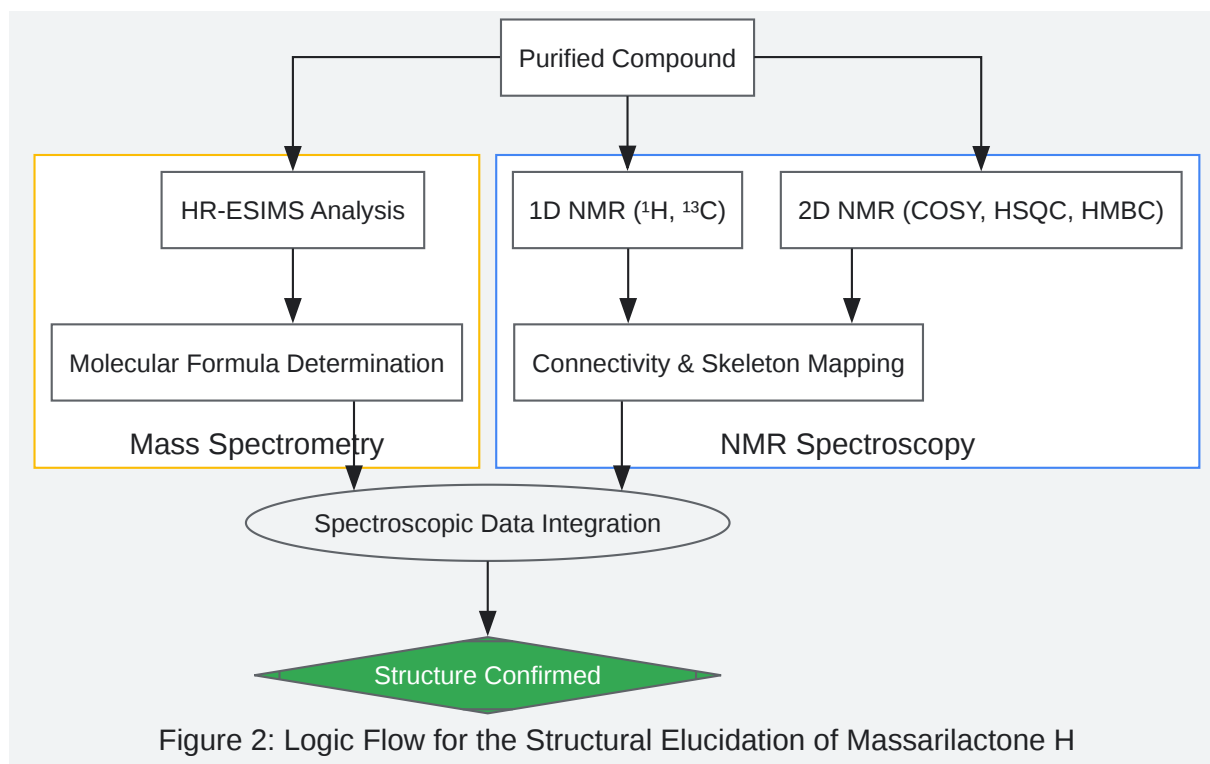 Purified Compound
HR-ESIMS Analysis
1D NMR (¹H, ¹³C)
2D NMR (COSY, HSQC, HMBC)
Molecular Formula Determination
Connectivity & Skeleton Mapping
Mass Spectrometry
NMR Spectroscopy
Spectroscopic Data Integration
Structure Confirmed
Figure 2: Logic Flow for the Structural Elucidation of Massarilactone H